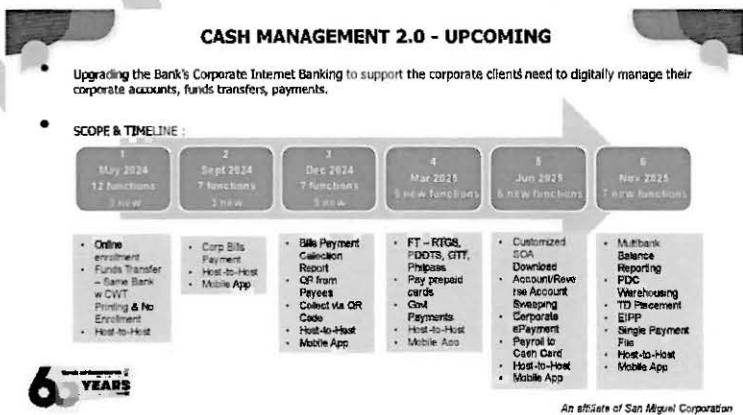 CASH MANAGEMENT 2.0 - UPCOMING
• Upgrading the Bank's Corporate Internet Banking to support the corporate clients need to digitally manage their
corporate accounts, funds transfers, payments.
• SCOPE & TIMELINE :
1
May 2024
12 functions
2
Sept 2024
7 functions
3
Dec 2024
7 functions
4
Mar 2025
5 new functions
5
Jun 2025
6 new functions
6
Nov 2025
7 new functions
• Online
enrollment
• Funds Transfer
– Same Bank
w CWT
Printing & No
Enrollment
• Host-to-Host
• Corp Bills
Payment
• Host-to-Host
• Mobile App
• Bills Payment
Collection
Report
• QR from
Payees
• Collect via QR
Code
• Host-to-Host
• Mobile App
• FT – RTGS,
PDDTS, GTT,
Philpass
• Pay prepaid
cards
• Govt
Payments
• Host-to-Host
• Mobile App
• Customized
SOA
Download
• Account/Reve
rse Account
Sweeping
• Corporate
ePayment
• Payroll to
Cash Card
• Host-to-Host
• Mobile App
• Multibank
Balance
Reporting
• PDC
Warehousing
• TD Placement
• EIPP
• Single Payment
File
• Host-to-Host
• Mobile App
60
YEARS
An affiliate of San Miguel Corporation